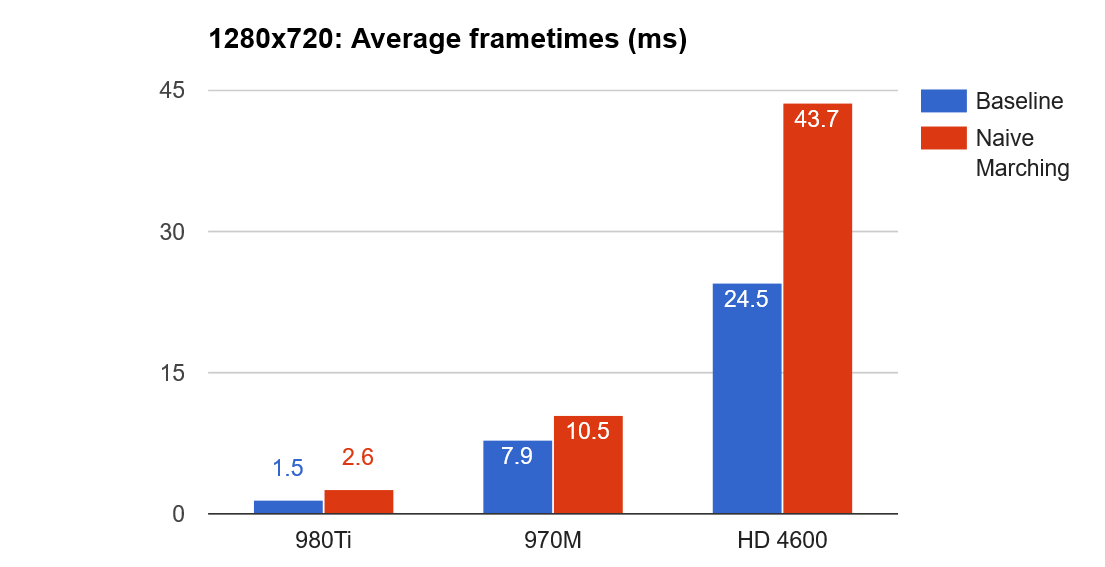 1280x720: Average frametimes (ms)
45
30
15
0
Baseline
Naive
Marching
1.5
2.6
7.9
10.5
24.5
43.7
980Ti
970M
HD 4600